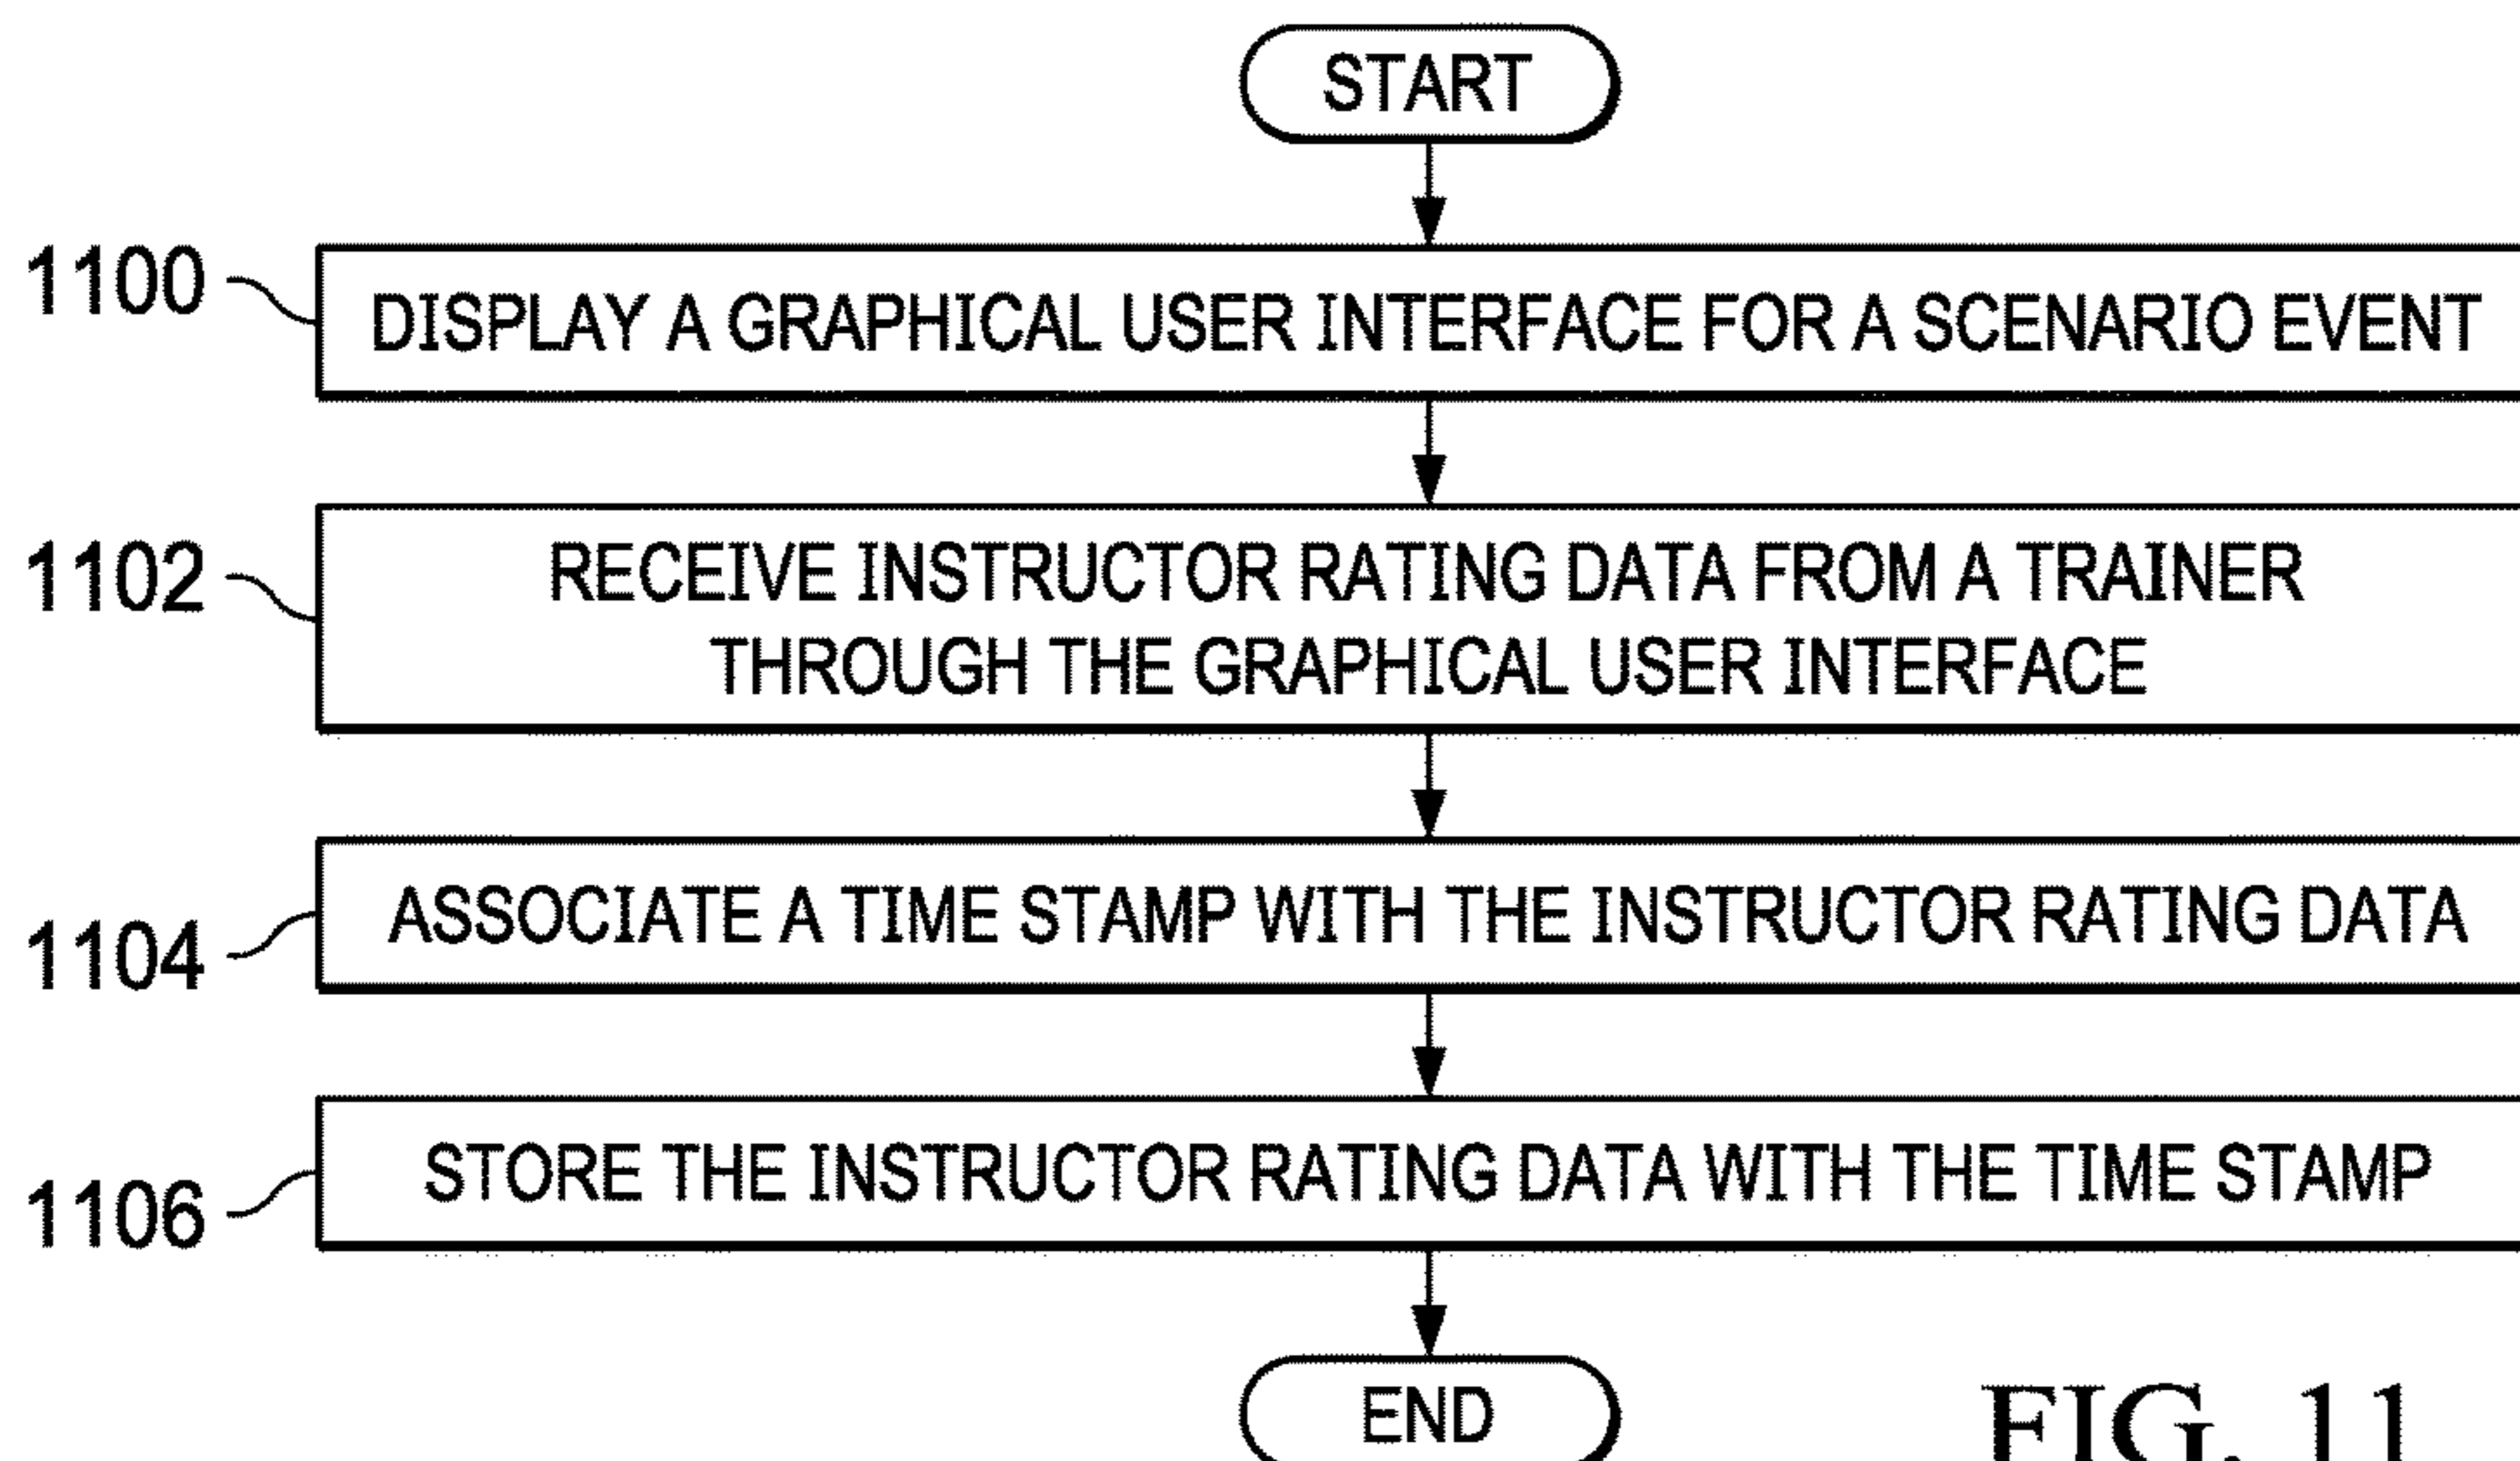 START
1100
DISPLAY A GRAPHICAL USER INTERFACE FOR A SCENARIO EVENT
1102
RECEIVE INSTRUCTOR RATING DATA FROM A TRAINER
THROUGH THE GRAPHICAL USER INTERFACE
1104
ASSOCIATE A TIME STAMP WITH THE INSTRUCTOR RATING DATA
1106
STORE THE INSTRUCTOR RATING DATA WITH THE TIME STAMP
END
FIG. 11